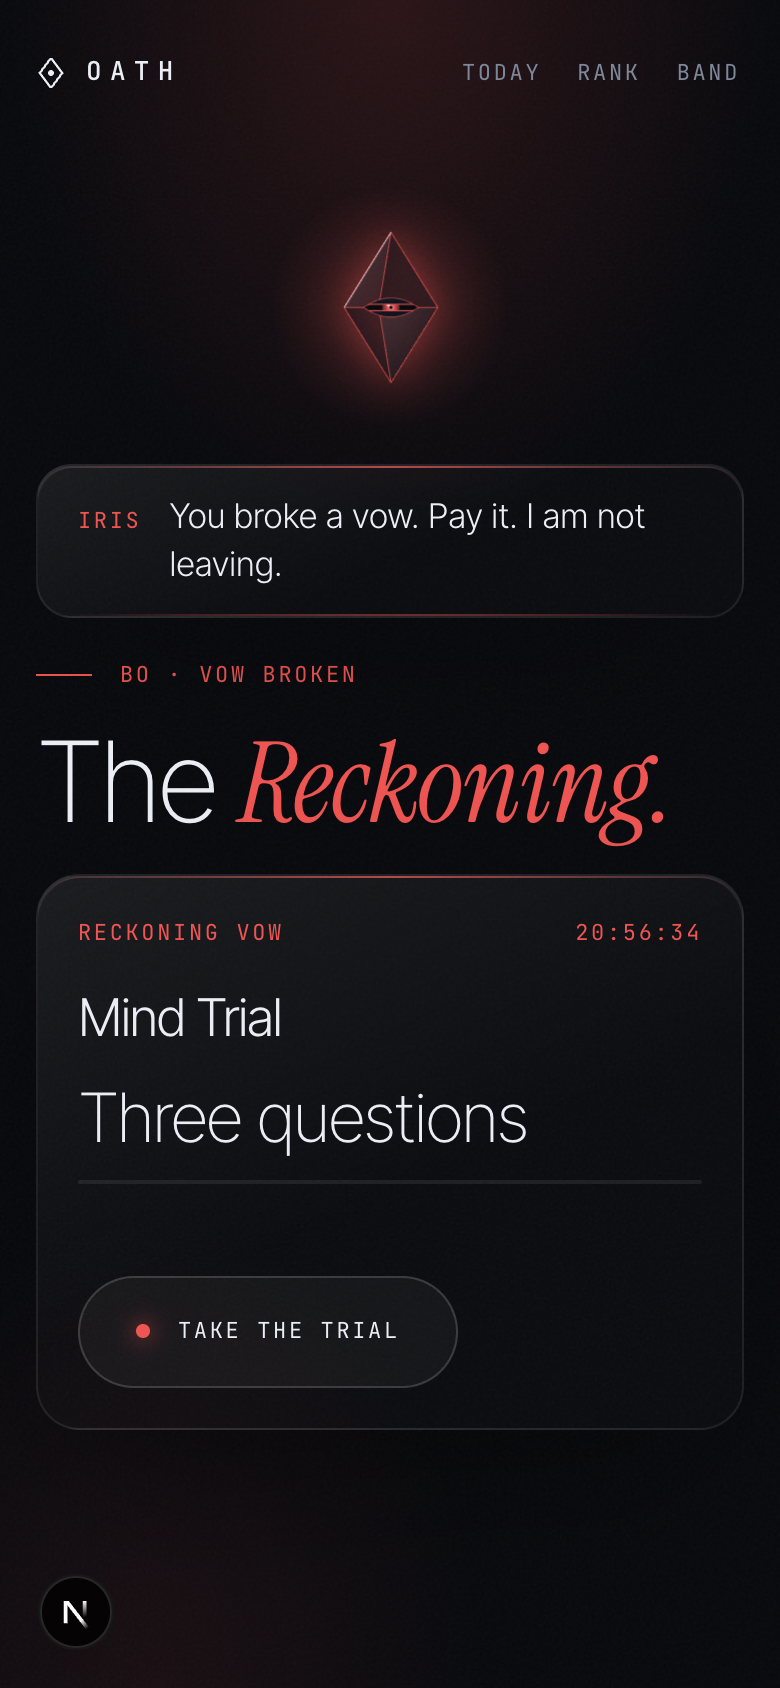 OATH
TODAY RANK BAND
IRIS You broke a vow. Pay it. I am not
leaving.
BO · VOW BROKEN
The Reckoning.
RECKONING VOW 20:56:34
Mind Trial
Three questions
TAKE THE TRIAL
N